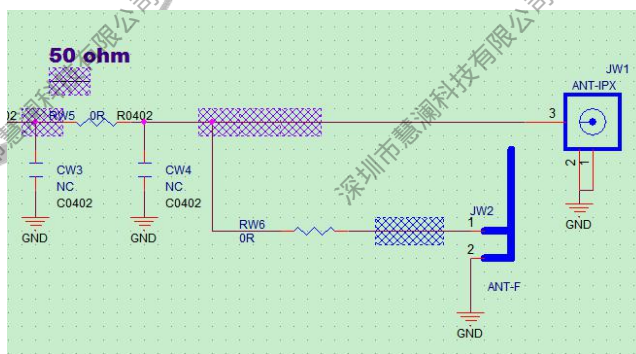 50 ohm
02
RW5
0R
R0402
CW3
NC
C0402
CW4
NC
C0402
GND
GND
RW6
0R
JW1
ANT-IPX
3
2
1
GND
JW2
1
2
ANT-F
GND
深圳市慧澜科技有限公司